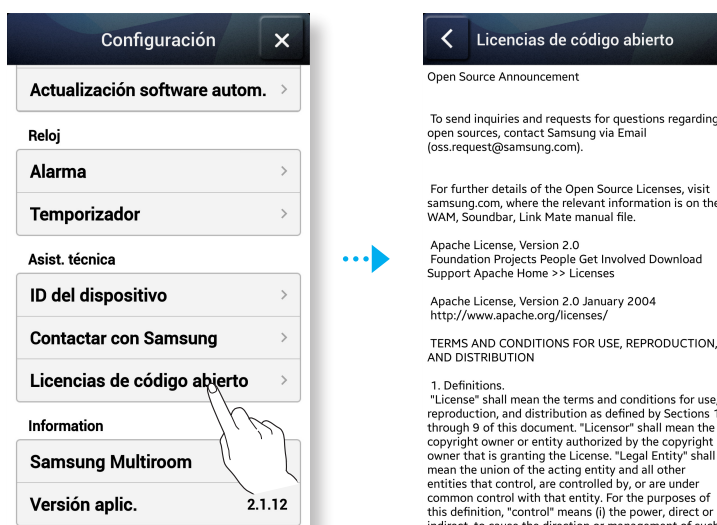 Configuración
Actualización software autom.
Reloj
Alarma
Temporizador
Asist. técnica
ID del dispositivo
Contactar con Samsung
Licencias de código abierto
Information
Samsung Multiroom
Versión aplic. 2.1.12
Licencias de código abierto
Open Source Announcement
To send inquiries and requests for questions regarding
open sources, contact Samsung via Email
(oss.request@samsung.com).
For further details of the Open Source Licenses, visit
samsung.com, where the relevant information is on the
WAM, Soundbar, Link Mate manual file.
Apache License, Version 2.0
Foundation Projects People Get Involved Download
Support Apache Home >> Licenses
Apache License, Version 2.0 January 2004
http://www.apache.org/licenses/
TERMS AND CONDITIONS FOR USE, REPRODUCTION,
AND DISTRIBUTION
1. Definitions.
"License" shall mean the terms and conditions for use,
reproduction, and distribution as defined by Sections 1
through 9 of this document. "Licensor" shall mean the
copyright owner or entity authorized by the copyright
owner that is granting the License. "Legal Entity" shall
mean the union of the acting entity and all other
entities that control, are controlled by, or are under
common control with that entity. For the purposes of
this definition, "control" means (i) the power, direct or
indirect, to cause the direction or management of such